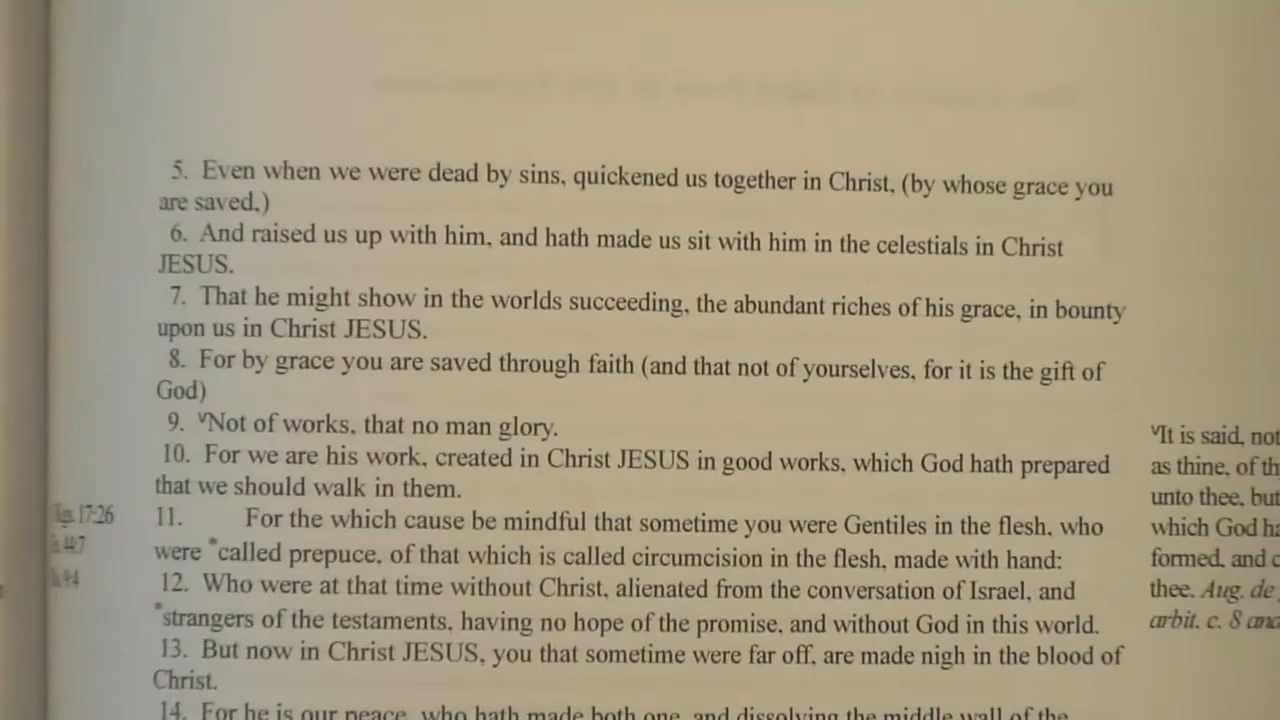 5. Even when we were dead by sins, quickened us together in Christ, (by whose grace you
are saved,)
6. And raised us up with him, and hath made us sit with him in the celestials in Christ
JESUS.
7. That he might show in the worlds succeeding, the abundant riches of his grace, in bounty
upon us in Christ JESUS.
8. For by grace you are saved through faith (and that not of yourselves, for it is the gift of
God)
9. ᵛNot of works, that no man glory.
10. For we are his work, created in Christ JESUS in good works, which God hath prepared
that we should walk in them.
11. For the which cause be mindful that sometime you were Gentiles in the flesh, who
were *called prepuce, of that which is called circumcision in the flesh, made with hand:
12. Who were at that time without Christ, alienated from the conversation of Israel, and
*strangers of the testaments, having no hope of the promise, and without God in this world.
13. But now in Christ JESUS, you that sometime were far off, are made nigh in the blood of
Christ.
14. For he is our peace, who hath made both one, and dissolving the middle wall of the
17:26
44:7
9:4
ᵛIt is said, not
as thine, of th
unto thee, but
which God ha
formed, and c
thee. Aug. de
arbit. c. 8 and